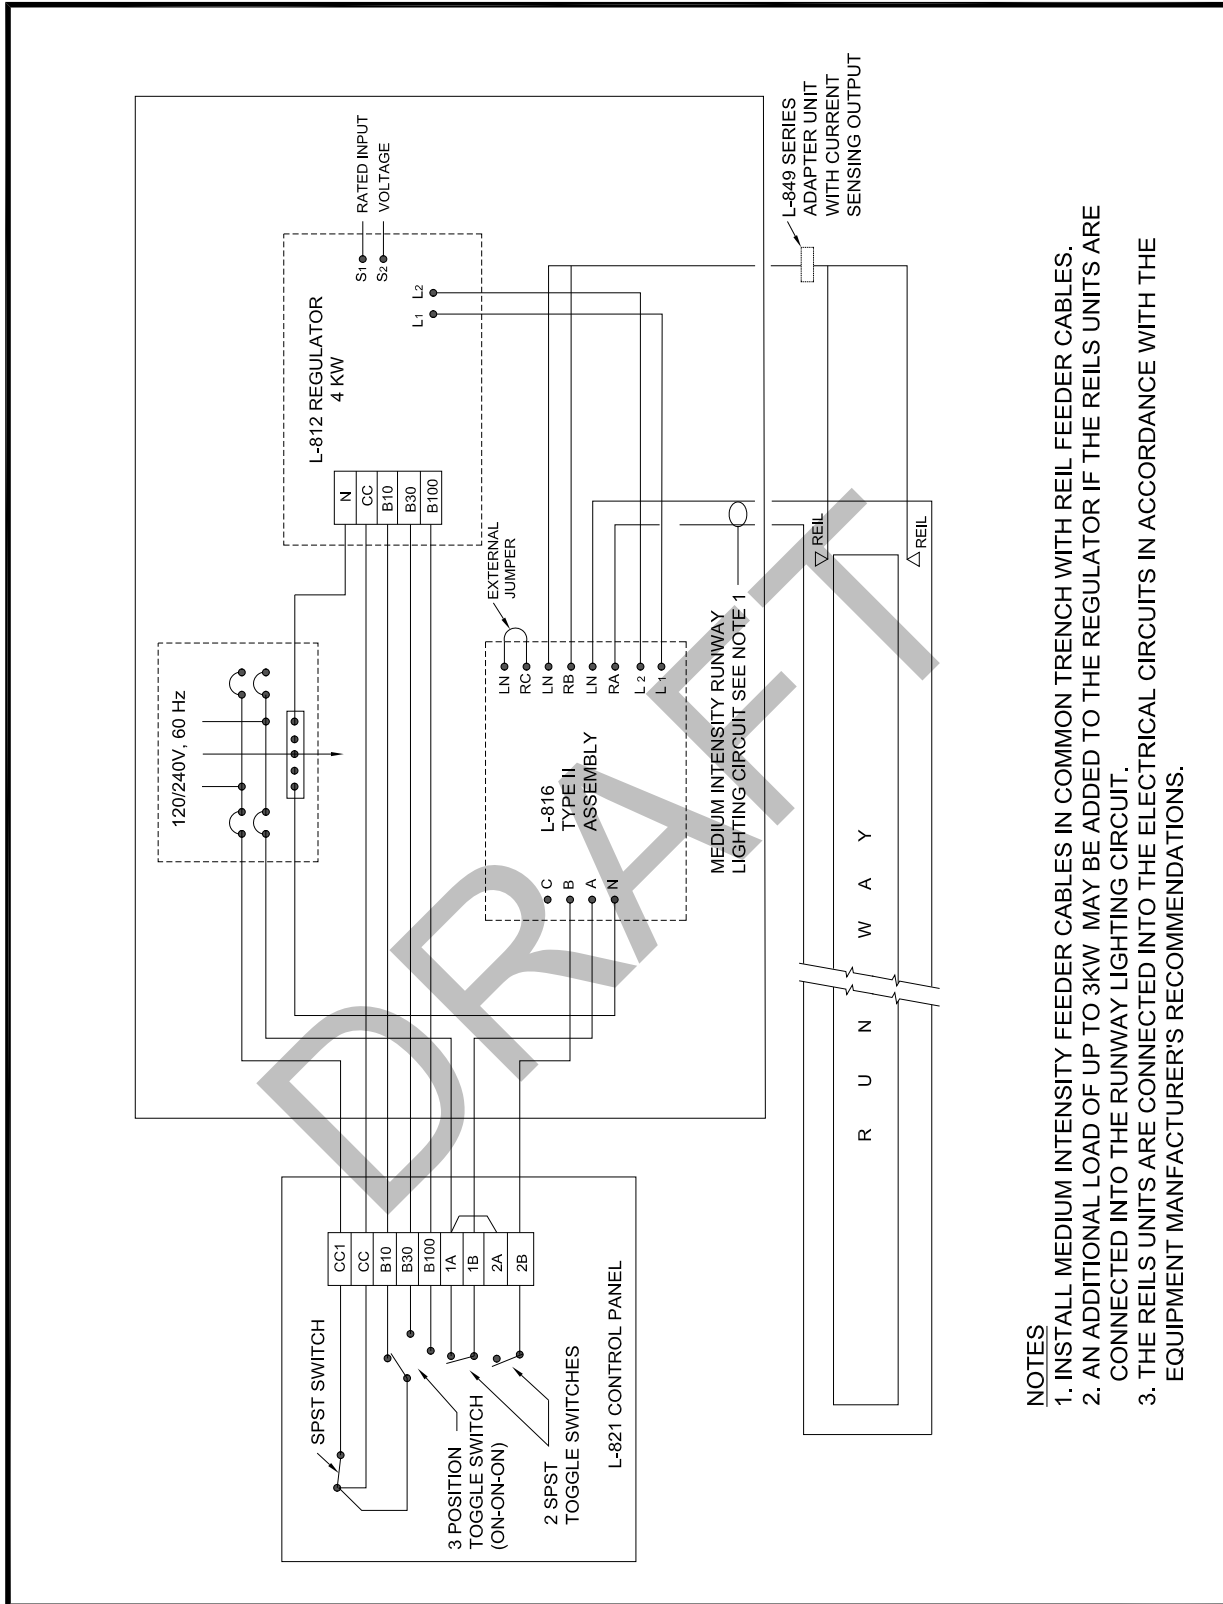 SPST SWITCH
3 POSITION
TOGGLE SWITCH
(ON-ON-ON)
2 SPST
TOGGLE SWITCHES
L-821 CONTROL PANEL
CC1
CC
B10
B30
B100
1A
1B
2A
2B
120/240V, 60 Hz
L-812 REGULATOR
4 KW
N
CC
B10
B30
B100
S1
S2
RATED INPUT
VOLTAGE
L1
L2
EXTERNAL
JUMPER
L-816
TYPE II
ASSEMBLY
C
B
A
N
LN
RC
LN
RB
LN
RA
L 2
L 1
MEDIUM INTENSITY RUNWAY
LIGHTING CIRCUIT SEE NOTE 1
L-849 SERIES
ADAPTER UNIT
WITH CURRENT
SENSING OUTPUT
REIL
REIL
R U N W A Y
DRAFT
NOTES
1. INSTALL MEDIUM INTENSITY FEEDER CABLES IN COMMON TRENCH WITH REIL FEEDER CABLES.
2. AN ADDITIONAL LOAD OF UP TO 3KW MAY BE ADDED TO THE REGULATOR IF THE REILS UNITS ARE
CONNECTED INTO THE RUNWAY LIGHTING CIRCUIT.
3. THE REILS UNITS ARE CONNECTED INTO THE ELECTRICAL CIRCUITS IN ACCORDANCE WITH THE
EQUIPMENT MANFACTURER'S RECOMMENDATIONS.